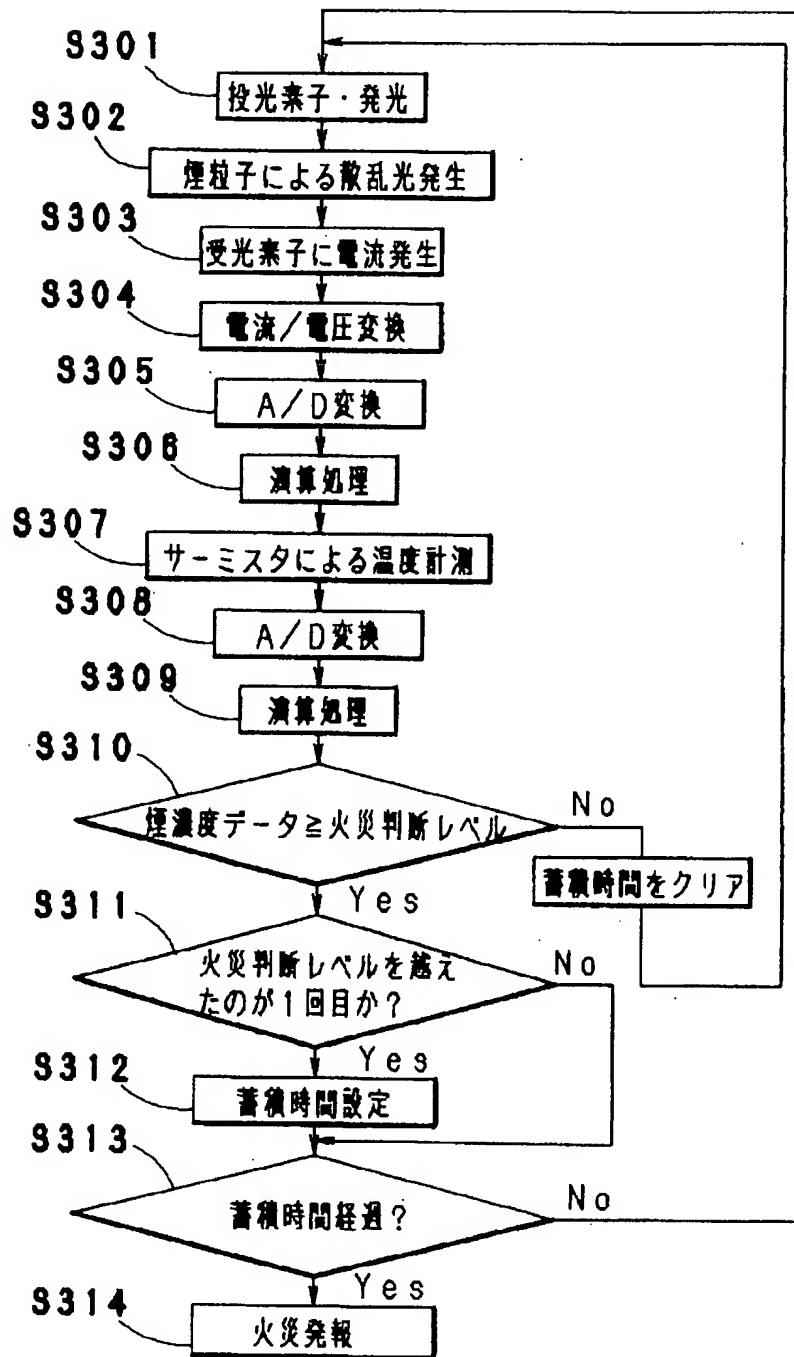 S301
投光素子・発光
S302
煙粒子による散乱光発生
S303
受光素子に電流発生
S304
電流／電圧変換
S305
A／D変換
S306
演算処理
S307
サーミスタによる温度計測
S308
A／D変換
S309
演算処理
S310
煙濃度データ≧火災判断レベル
No
蓄積時間をクリア
Yes
S311
火災判断レベルを越え
たのが1回目か？
No
Yes
S312
蓄積時間設定
S313
蓄積時間経過？
No
Yes
S314
火災発報